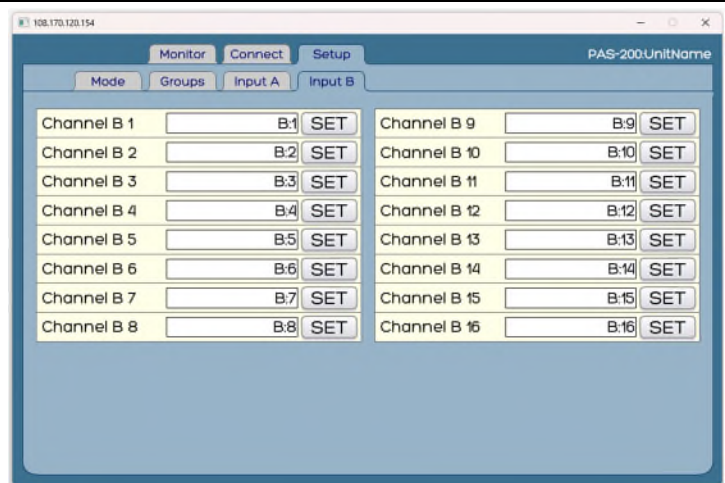 108.170.120.154
Monitor Connect Setup PAS-200:UnitName
Mode Groups Input A Input B
Channel B 1 B:1 SET Channel B 9 B:9 SET
Channel B 2 B:2 SET Channel B 10 B:10 SET
Channel B 3 B:3 SET Channel B 11 B:11 SET
Channel B 4 B:4 SET Channel B 12 B:12 SET
Channel B 5 B:5 SET Channel B 13 B:13 SET
Channel B 6 B:6 SET Channel B 14 B:14 SET
Channel B 7 B:7 SET Channel B 15 B:15 SET
Channel B 8 B:8 SET Channel B 16 B:16 SET